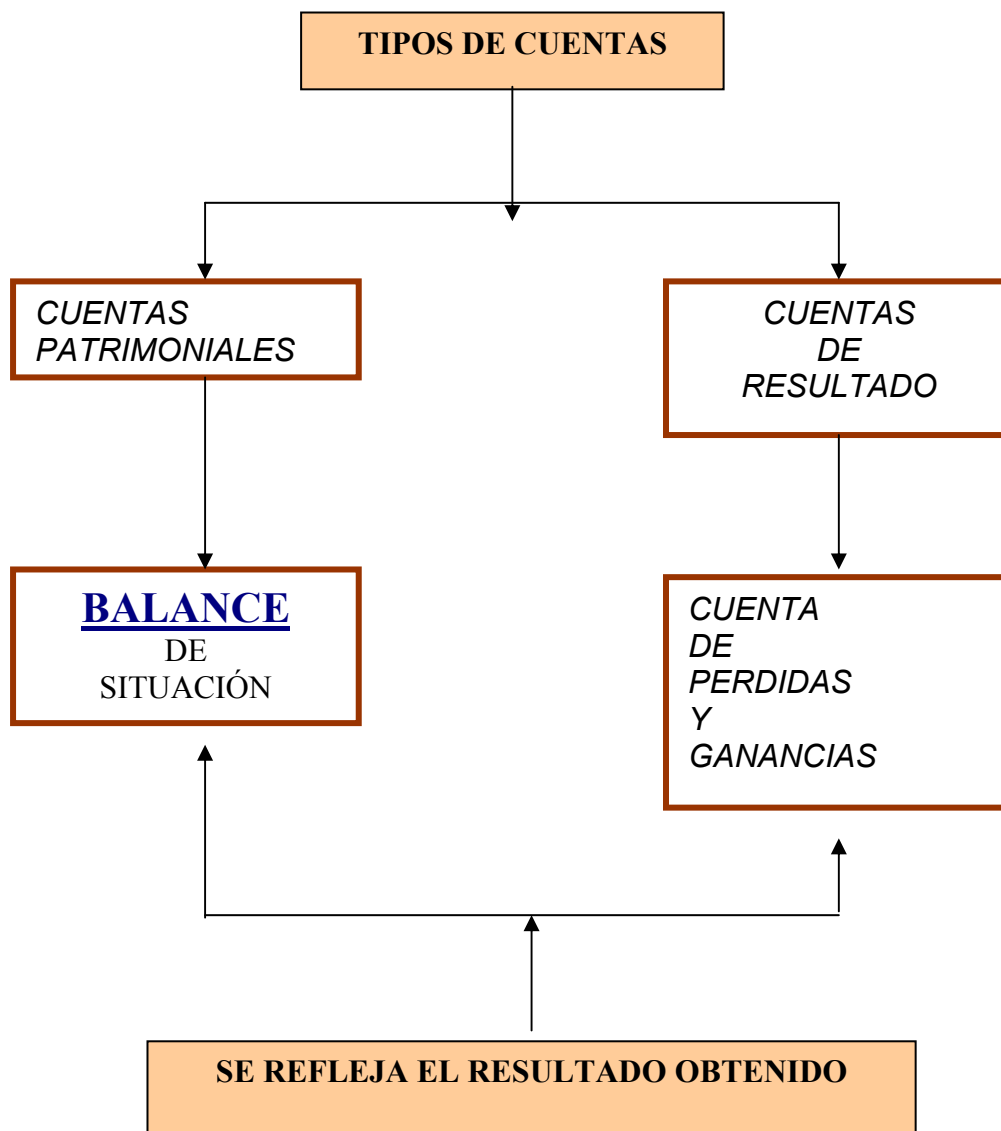 TIPOS DE CUENTAS
CUENTAS
PATRIMONIALES
CUENTAS
DE
RESULTADO
BALANCE
DE
SITUACIÓN
CUENTA
DE
PERDIDAS
Y
GANANCIAS
SE REFLEJA EL RESULTADO OBTENIDO